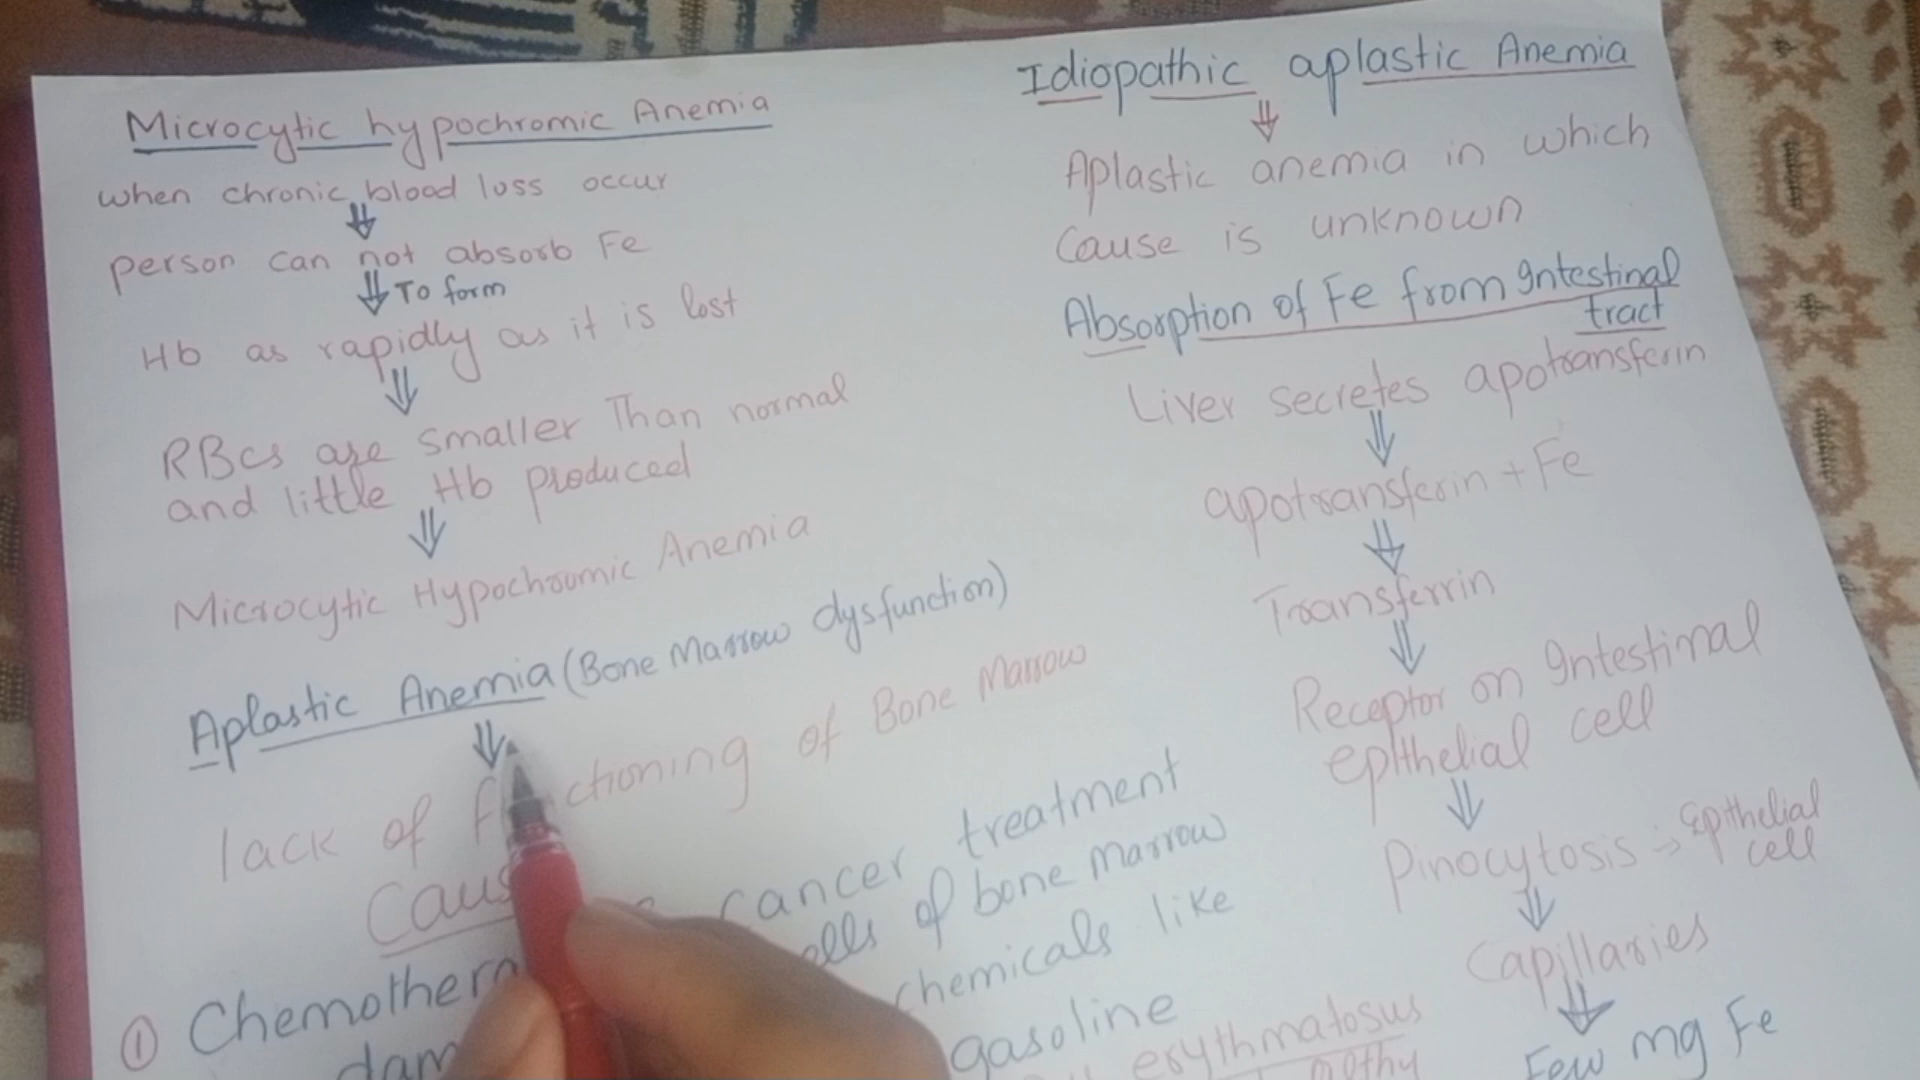 Microcytic hypochromic Anemia
when chronic blood loss occur
⇓
person can not absorb Fe
⇓ To form
Hb as rapidly as it is lost
⇓
RBCs are smaller Than normal
and little Hb produced
⇓
Microcytic Hypochromic Anemia
Aplastic Anemia (Bone Marrow dysfunction)
⇓
lack of of Bone Marrow
cancer treatment
① of bone marrow
chemicals like
gasoline
erythmatosus
Idiopathic aplastic Anemia
⇓
Aplastic anemia in which
Cause is unknown
Absorption of Fe from Intestinal
tract
Liver secretes apotransferin
⇓
apotransferin + Fe
⇓
Transferrin
⇓
Receptor on Intestinal
epithelial cell
⇓
Pinocytosis → Epithelial
cell
⇓
Capillaries
⇓
Few mg Fe